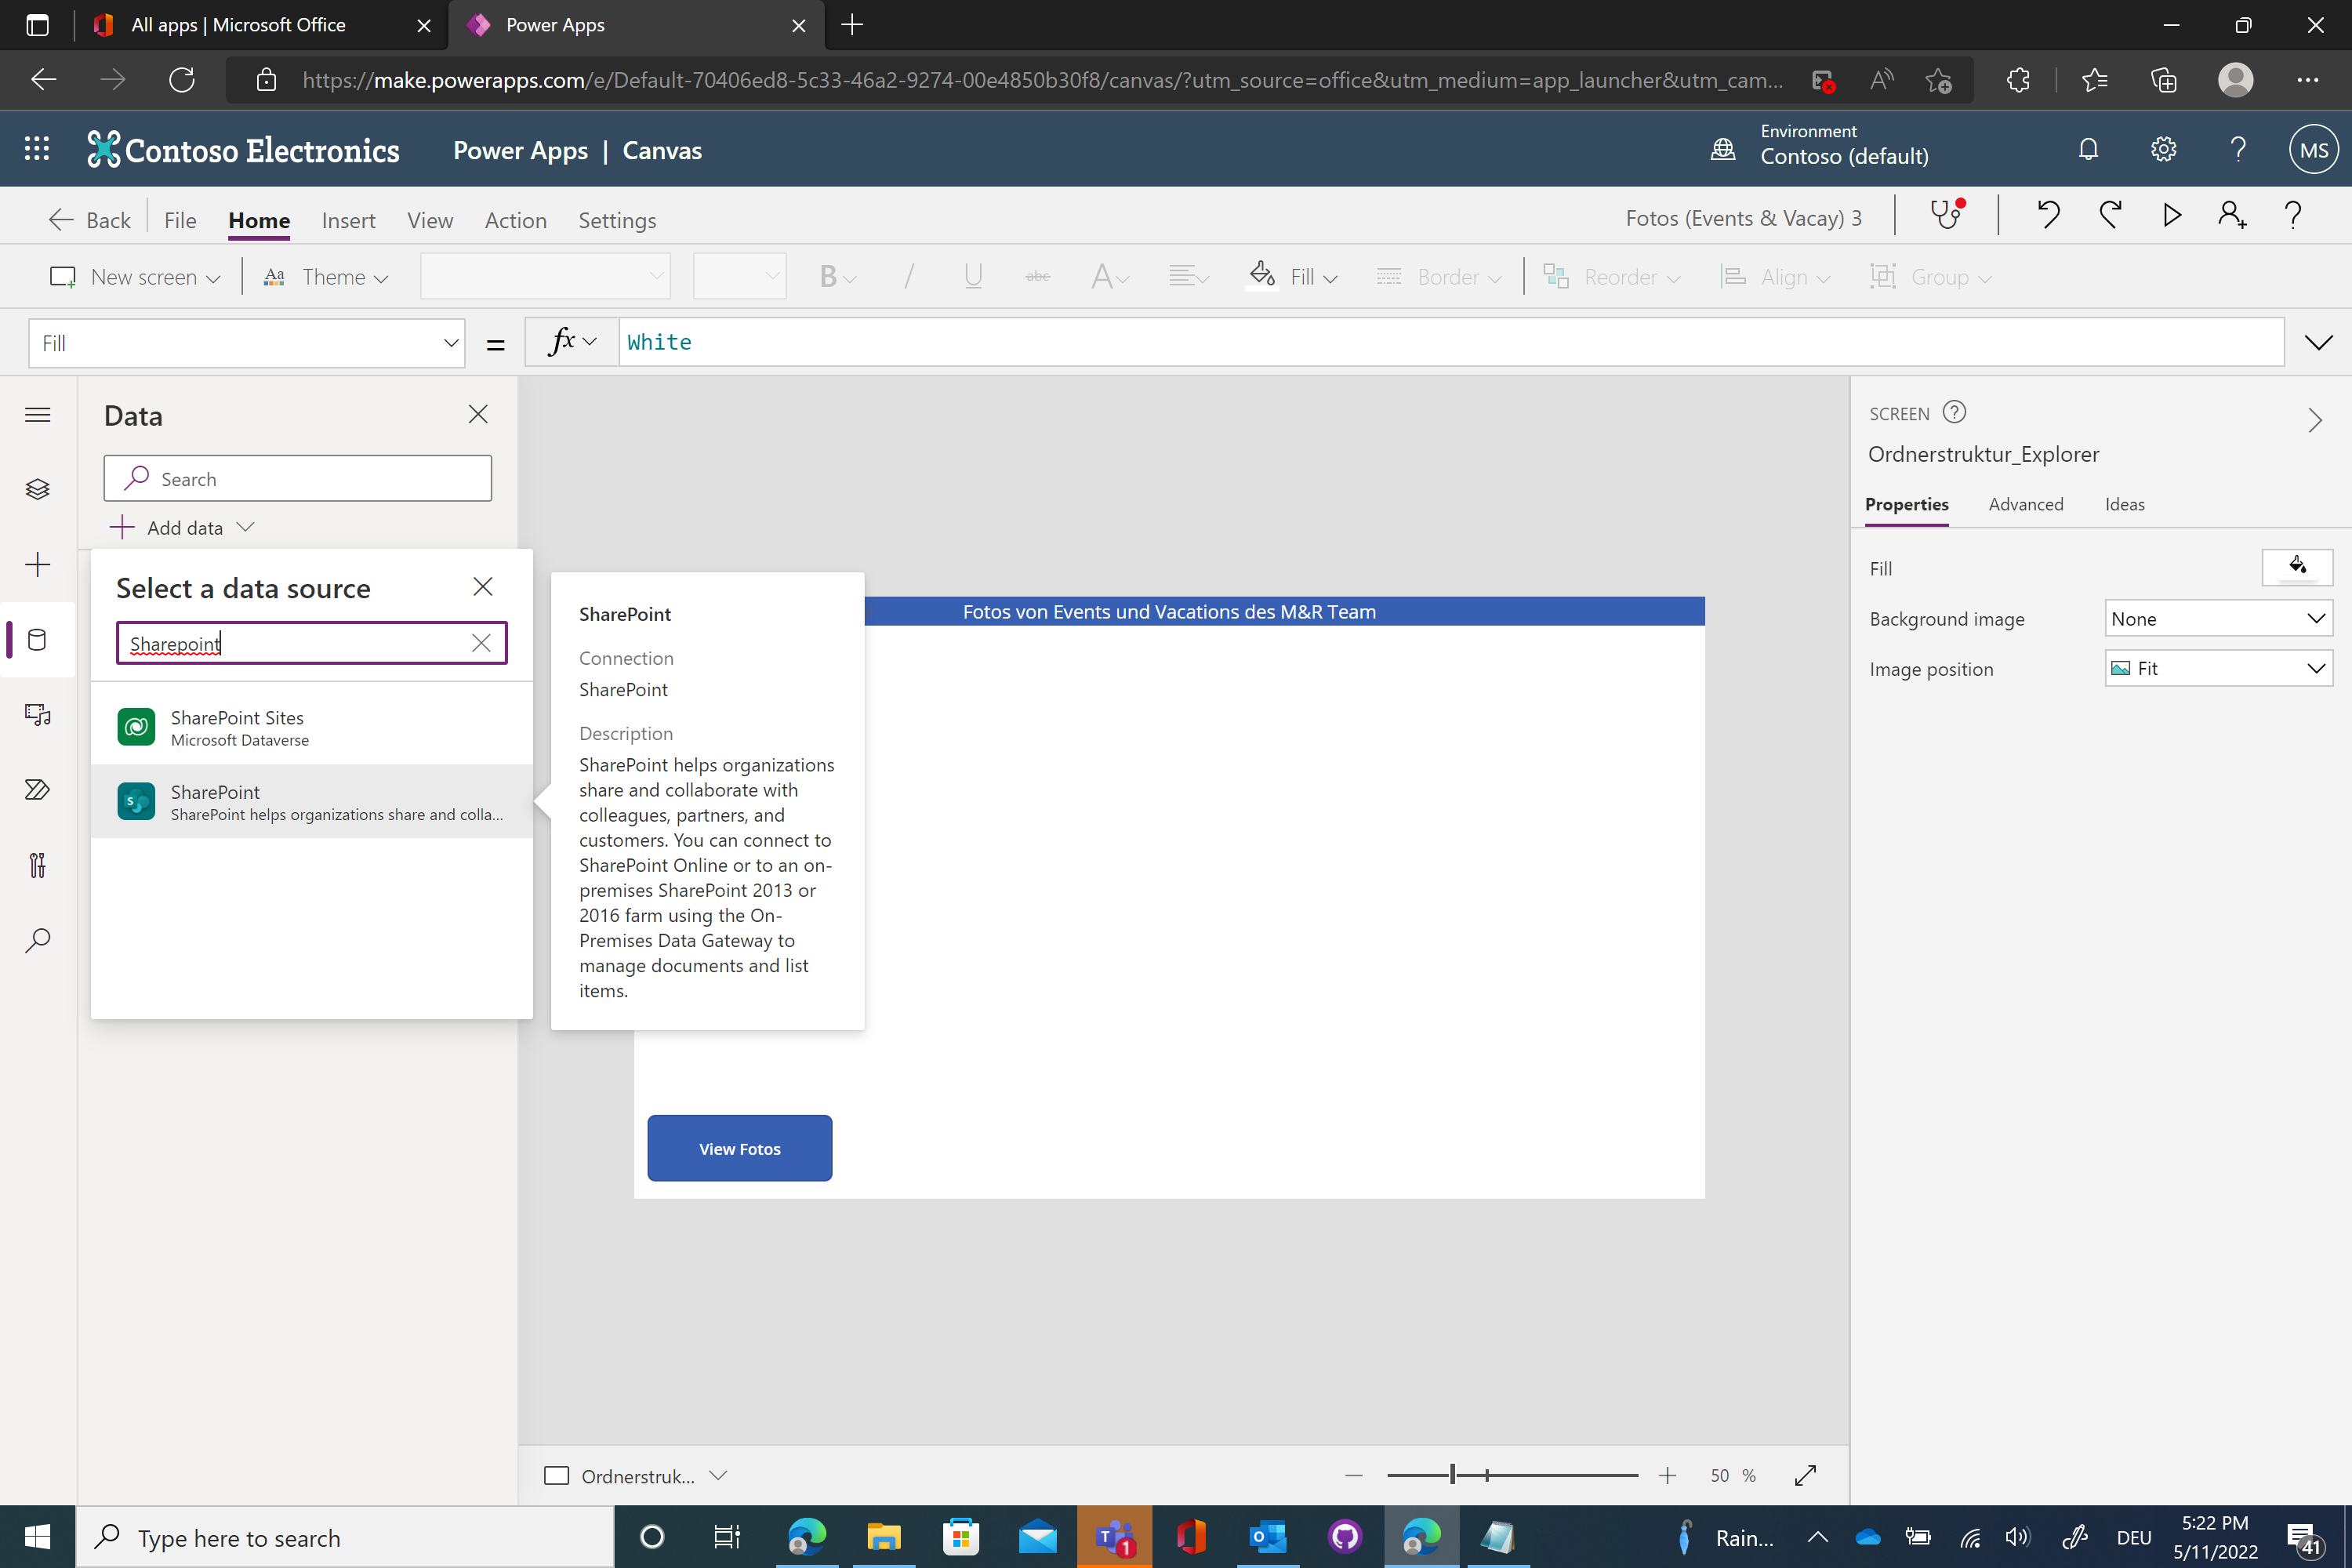 All apps | Microsoft Office
Power Apps
https://make.powerapps.com/e/Default-70406ed8-5c33-46a2-9274-00e4850b30f8/canvas/?utm_source=office&utm_medium=app_launcher&utm_cam...
Contoso Electronics
Power Apps | Canvas
Environment
Contoso (default)
MS
Back
File
Home
Insert
View
Action
Settings
Fotos (Events & Vacay) 3
New screen
Theme
Fill
Border
Reorder
Align
Group
Fill
=
fx
White
Data
Search
Add data
Select a data source
Sharepoint
SharePoint Sites
Microsoft Dataverse
SharePoint
SharePoint helps organizations share and colla...
SharePoint
Connection
SharePoint
Description
SharePoint helps organizations
share and collaborate with
colleagues, partners, and
customers. You can connect to
SharePoint Online or to an on-
premises SharePoint 2013 or
2016 farm using the On-
Premises Data Gateway to
manage documents and list
items.
Fotos von Events und Vacations des M&R Team
View Fotos
SCREEN
Ordnerstruktur_Explorer
Properties
Advanced
Ideas
Fill
Background image
None
Image position
Fit
Ordnerstruk...
50 %
Type here to search
1
Rain...
DEU
5:22 PM
5/11/2022
41